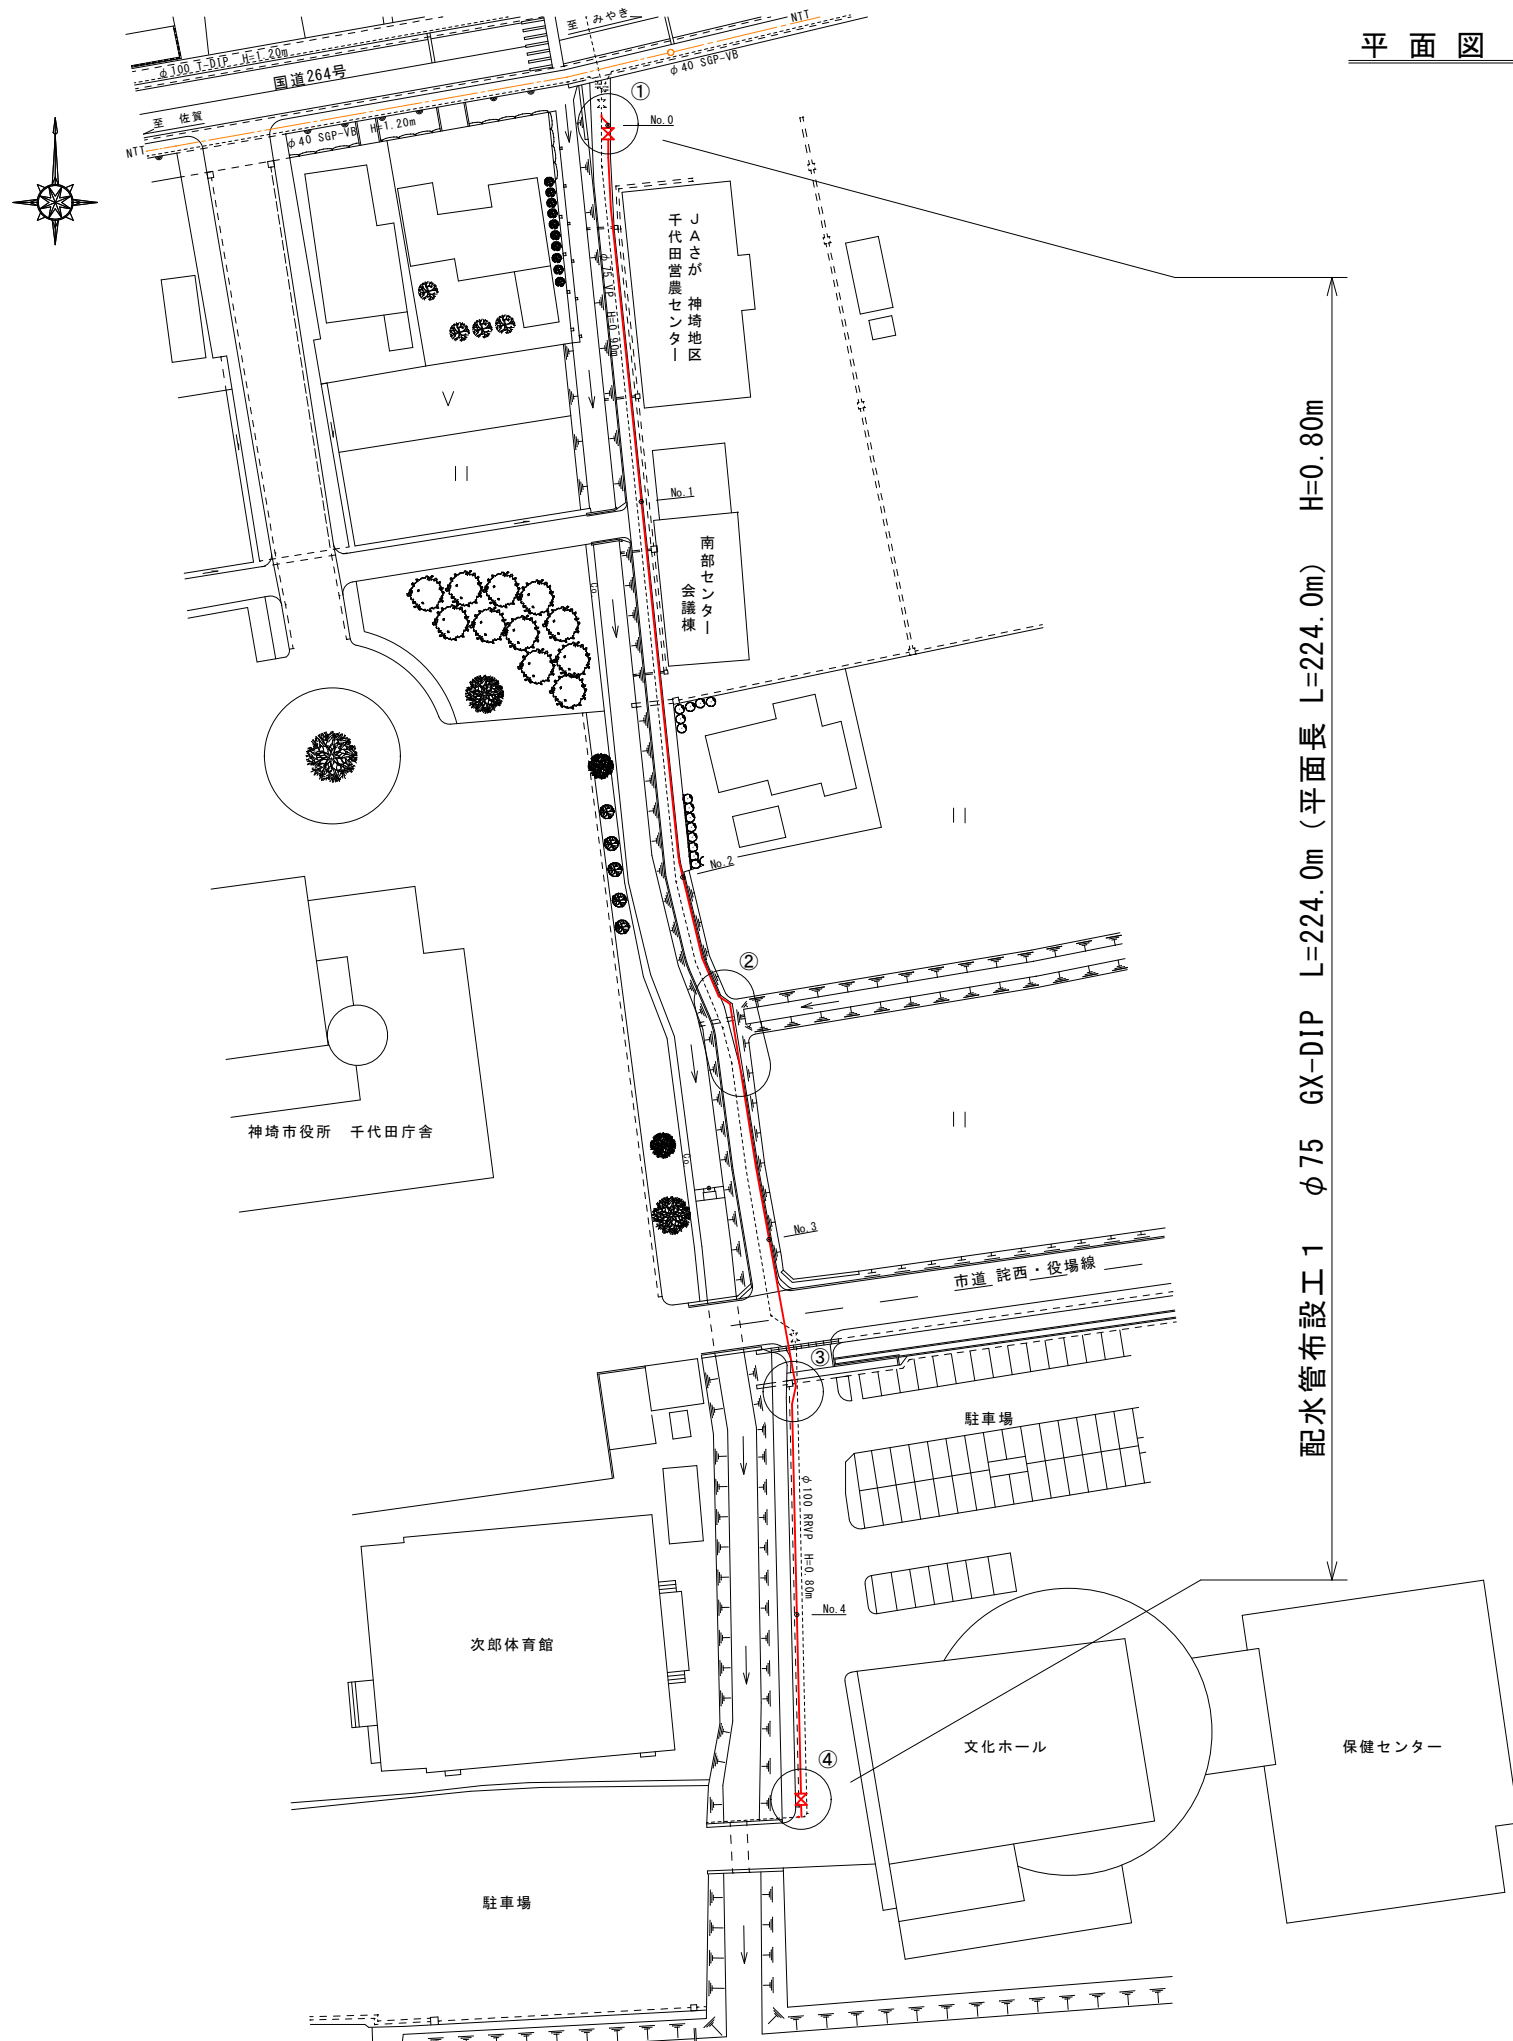 平面図
至 みやき
NTT
φ100 T-DIP H=1.20m
国道264号
φ40 SGP-VB
至 佐賀
φ40 SGP-VB H=1.20m
NTT
①
No.0
JAさが 神埼地区
千代田営農センター
φ75 VP H=0.90m
No.1
南部センター
会議棟
Co
No.2
②
神埼市役所 千代田庁舎
Co
No.3
市道 詫西・役場線
③
駐車場
φ100 RRVP H=0.80m
No.4
次郎体育館
文化ホール
保健センター
④
駐車場
配水管布設工1 φ75 GX-DIP L=224.0m(平面長 L=224.0m) H=0.80m